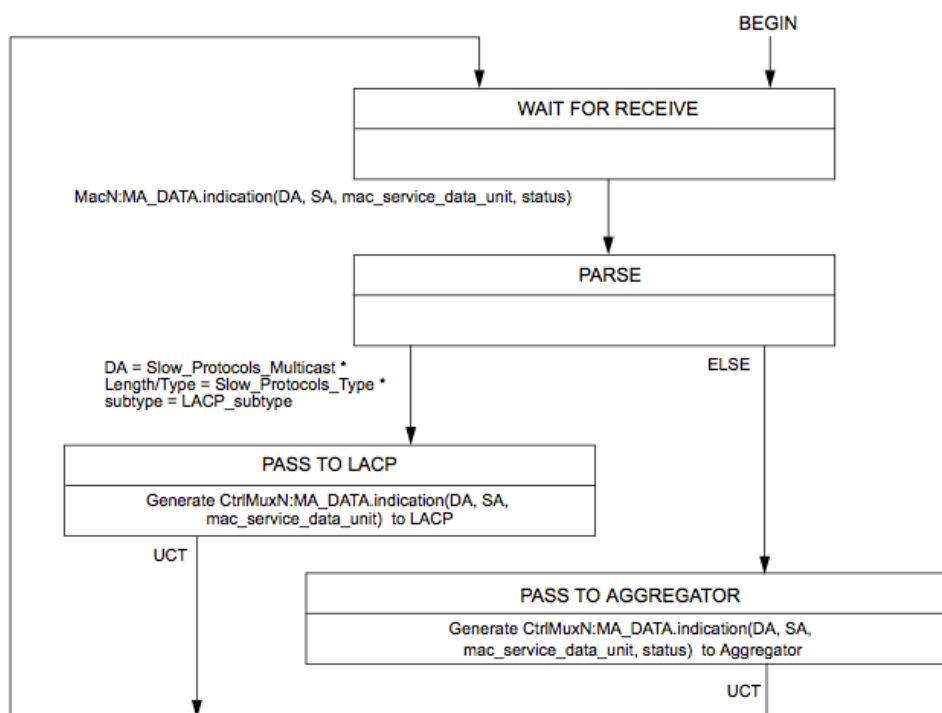 BEGIN
WAIT FOR RECEIVE
MacN:MA_DATA.indication(DA, SA, mac_service_data_unit, status)
PARSE
DA = Slow_Protocols_Multicast *
Length/Type = Slow_Protocols_Type *
subtype = LACP_subtype
ELSE
PASS TO LACP
Generate CtrlMuxN:MA_DATA.indication(DA, SA,
mac_service_data_unit) to LACP
UCT
PASS TO AGGREGATOR
Generate CtrlMuxN:MA_DATA.indication(DA, SA,
mac_service_data_unit, status) to Aggregator
UCT